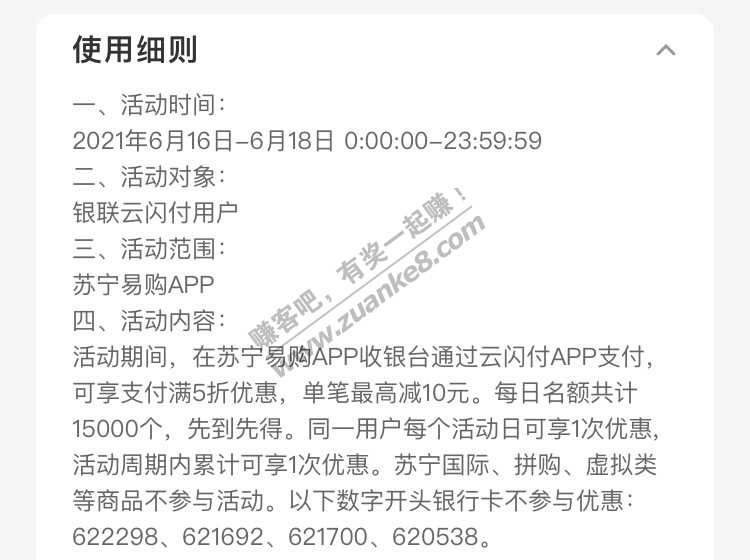 使用细则
一、活动时间：
2021年6月16日-6月18日 0:00:00-23:59:59
二、活动对象：
银联云闪付用户
三、活动范围：
苏宁易购APP
四、活动内容：
活动期间，在苏宁易购APP收银台通过云闪付APP支付，
可享支付满5折优惠，单笔最高减10元。每日名额共计
15000个，先到先得。同一用户每个活动日可享1次优惠，
活动周期内累计可享1次优惠。苏宁国际、拼购、虚拟类
等商品不参与活动。以下数字开头银行卡不参与优惠：
622298、621692、621700、620538。
赚客吧，有奖一起赚！
www.zuanke8.com